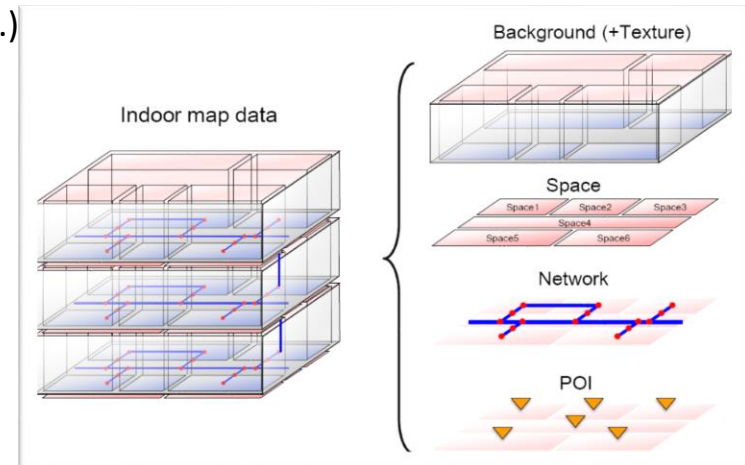 .)
Indoor map data
Background (+Texture)
Space
Space1 Space2 Space3
Space4
Space5 Space6
Network
POI